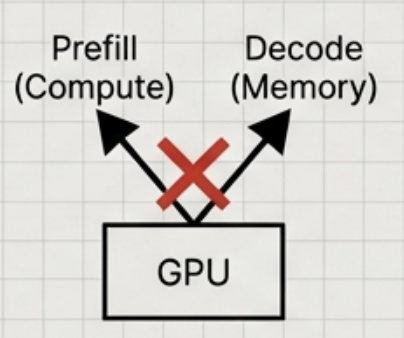 Prefill
(Compute)
Decode
(Memory)
GPU